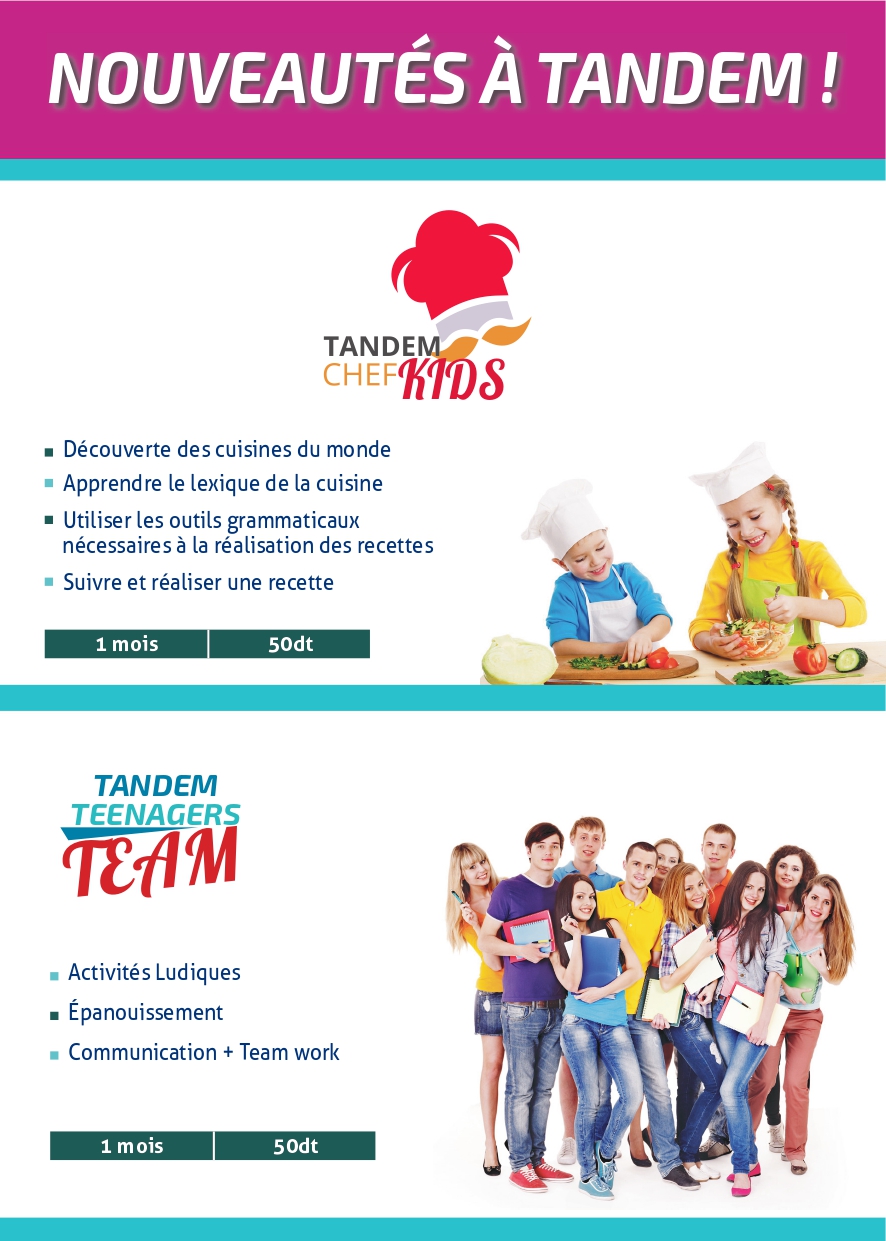 NOUVEAUTÉS À TANDEM !
TANDEM
CHEF KIDS
Découverte des cuisines du monde
Apprendre le lexique de la cuisine
Utiliser les outils grammaticaux
nécessaires à la réalisation des recettes
Suivre et réaliser une recette
1 mois 50dt
TANDEM
TEENAGERS
TEAM
Activités Ludiques
Épanouissement
Communication + Team work
1 mois 50dt